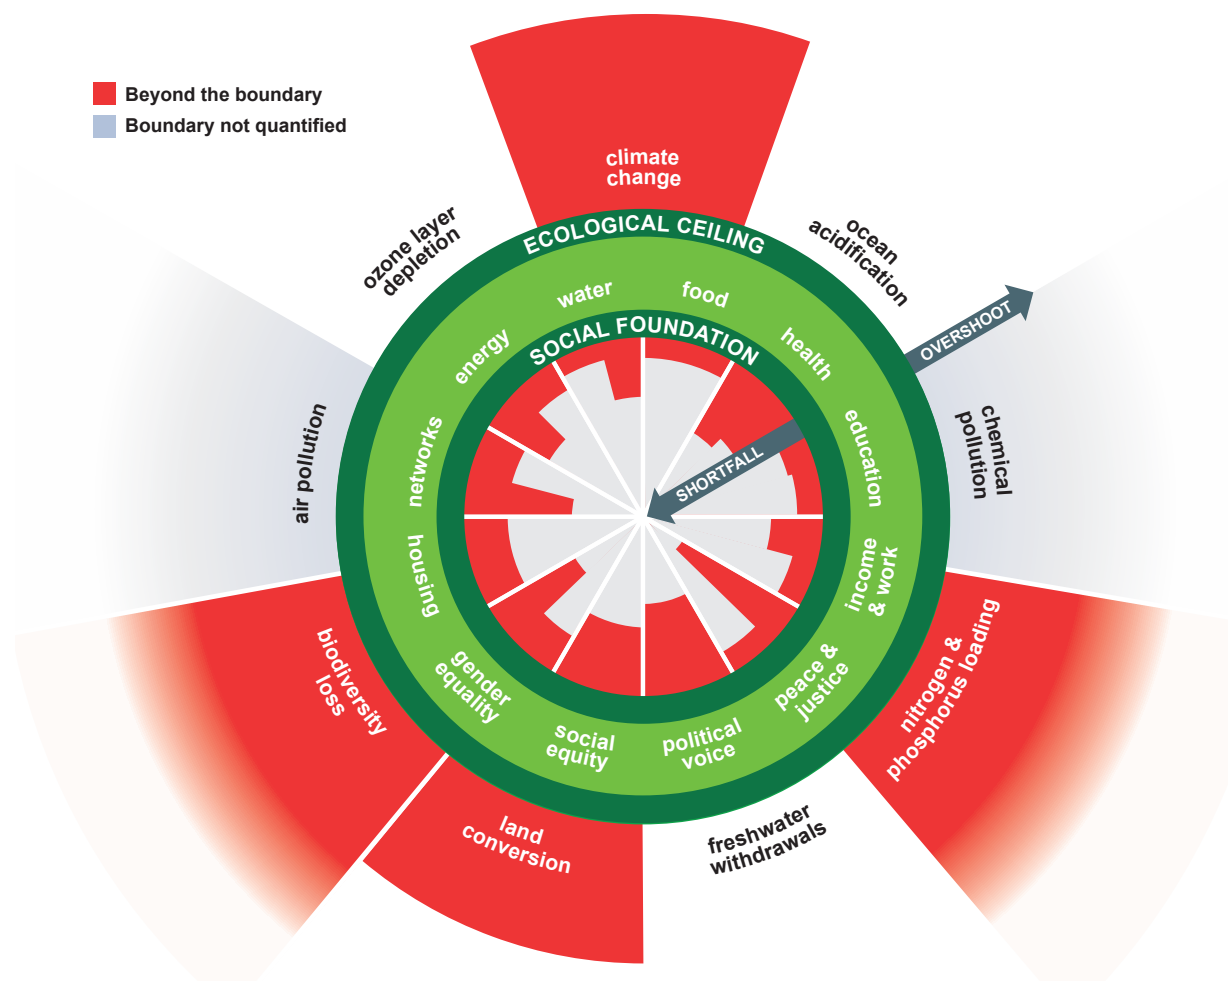 Beyond the boundary
Boundary not quantified
climate
change
ozone layer
depletion
ocean
acidification
ECOLOGICAL CEILING
OVERSHOOT
water
food
energy
health
SOCIAL FOUNDATION
networks
education
SHORTFALL
air pollution
chemical
pollution
housing
income
& work
biodiversity
loss
nitrogen &
phosphorus loading
gender
equality
peace &
justice
social
equity
political
voice
land
conversion
freshwater
withdrawals